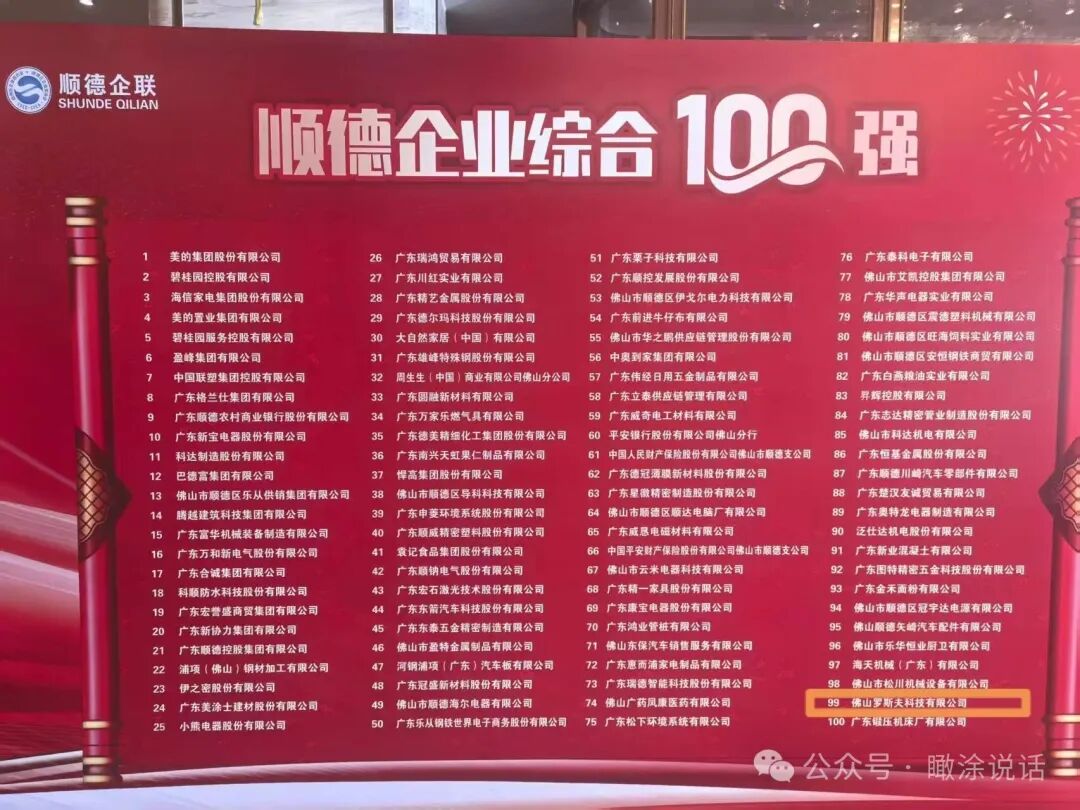 顺德企联
SHUNDE QILIAN
顺德企业综合100强
1 美的集团股份有限公司
2 碧桂园控股有限公司
3 海信家电集团股份有限公司
4 美的置业集团有限公司
5 碧桂园服务控股有限公司
6 盈峰集团有限公司
7 中国联塑集团控股有限公司
8 广东格兰仕集团有限公司
9 广东顺德农村商业银行股份有限公司
10 广东新宝电器股份有限公司
11 科达制造股份有限公司
12 巴德富集团有限公司
13 佛山市顺德区乐从供销集团有限公司
14 腾越建筑科技集团有限公司
15 广东富华机械装备制造有限公司
16 广东万和新电气股份有限公司
17 广东合诚集团有限公司
18 科顺防水科技股份有限公司
19 广东宏誉盛商贸集团有限公司
20 广东新协力集团有限公司
21 广东顺德控股集团有限公司
22 浦项（佛山）钢材加工有限公司
23 伊之密股份有限公司
24 广东美涂士建材股份有限公司
25 小熊电器股份有限公司
26 广东瑞鸿贸易有限公司
27 广东川红实业有限公司
28 广东精艺金属股份有限公司
29 广东德尔玛科技股份有限公司
30 大自然家居（中国）有限公司
31 广东雄峰特殊钢股份有限公司
32 周生生（中国）商业有限公司佛山分公司
33 广东圆融新材料有限公司
34 广东万家乐燃气具有限公司
35 广东德美精细化工集团股份有限公司
36 广东南兴天虹果仁制品有限公司
37 悍高集团股份有限公司
38 佛山市顺德区导科科技有限公司
39 广东申菱环境系统股份有限公司
40 广东顺威精密塑料股份有限公司
41 袁记食品集团股份有限公司
42 广东顺钠电气股份有限公司
43 广东宏石激光技术股份有限公司
44 广东东箭汽车科技股份有限公司
45 广东东泰五金精密制造有限公司
46 佛山市盈特金属制品有限公司
47 河钢浦项（广东）汽车板有限公司
48 广东冠盛新材料股份有限公司
49 佛山顺德海尔电器有限公司
50 广东乐从钢铁世界电子商务股份有限公司
51 广东栗子科技有限公司
52 广东顺控发展股份有限公司
53 佛山市顺德区伊戈尔电力科技有限公司
54 广东前进牛仔布有限公司
55 佛山市华之鹏供应链管理股份有限公司
56 中奥到家集团有限公司
57 广东伟经日用五金制品有限公司
58 广东立泰供应链管理有限公司
59 广东威奇电工材料有限公司
60 平安银行股份有限公司佛山分行
61 中国人民财产保险股份有限公司佛山市顺德支公司
62 广东德冠薄膜新材料股份有限公司
63 广东星徽精密制造股份有限公司
64 佛山市顺德区顺达电脑厂有限公司
65 广东威恳电磁材料有限公司
66 中国平安财产保险股份有限公司佛山市顺德支公司
67 佛山市云米电器科技有限公司
68 广东精一家具股份有限公司
69 广东康宝电器股份有限公司
70 广东鸿业管桩有限公司
71 佛山东保汽车销售服务有限公司
72 广东惠而浦家电制品有限公司
73 广东瑞德智能科技股份有限公司
74 佛山广药凤康医药有限公司
75 广东松下环境系统有限公司
76 广东泰科电子有限公司
77 佛山市艾凯控股集团有限公司
78 广东华声电器实业有限公司
79 佛山市顺德区震德塑料机械有限公司
80 佛山市顺德区旺海饲料实业有限公司
81 佛山市顺德区安恒钢铁商贸有限公司
82 广东白燕粮油实业有限公司
83 昇辉控股有限公司
84 广东志达精密管业制造股份有限公司
85 佛山市科达机电有限公司
86 广东恒基金属股份有限公司
87 广东顺德川崎汽车零部件有限公司
88 广东楚汉友诚贸易有限公司
89 广东奥特龙电器制造有限公司
90 泛仕达机电股份有限公司
91 广东新业混凝土有限公司
92 广东图特精密五金科技股份有限公司
93 广东金禾面粉有限公司
94 佛山市顺德区冠宇达电源有限公司
95 佛山顺德矢崎汽车配件有限公司
96 佛山市乐华恒业厨卫有限公司
97 海天机械（广东）有限公司
98 佛山市松川机械设备有限公司
99 佛山罗斯夫科技有限公司
100 广东锻压机床厂有限公司
公众号·瞰涂说话